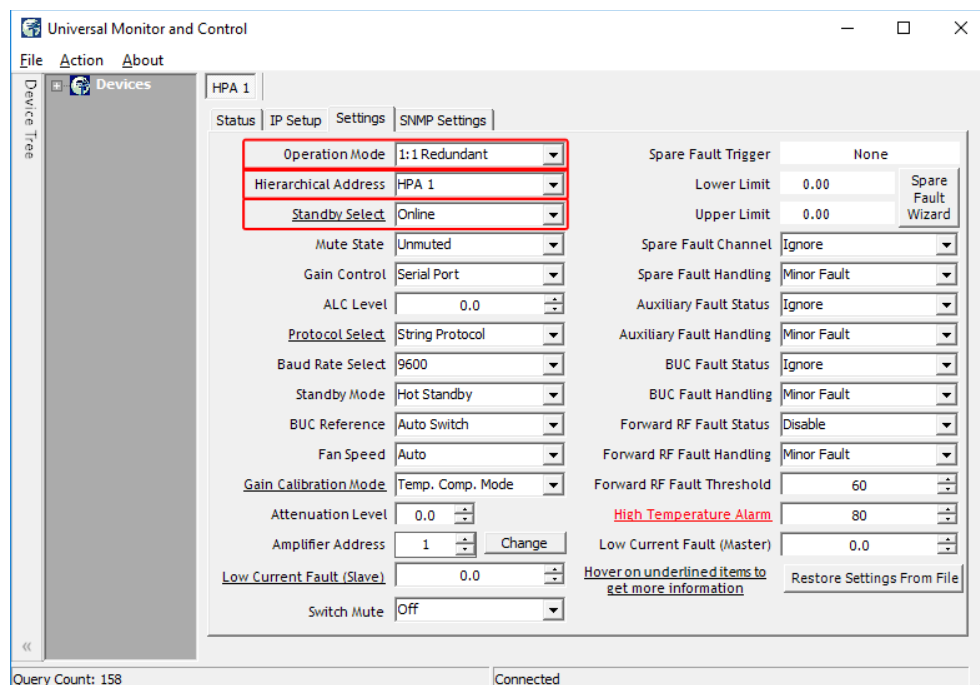 Universal Monitor and Control
File Action About
Device Tree
Devices
HPA 1
Status IP Setup Settings SNMP Settings
Operation Mode 1:1 Redundant
Hierarchical Address HPA 1
Standby Select Online
Mute State Unmuted
Gain Control Serial Port
ALC Level 0.0
Protocol Select String Protocol
Baud Rate Select 9600
Standby Mode Hot Standby
BUC Reference Auto Switch
Fan Speed Auto
Gain Calibration Mode Temp. Comp. Mode
Attenuation Level 0.0
Amplifier Address 1 Change
Low Current Fault (Slave) 0.0
Switch Mute Off
Spare Fault Trigger None
Lower Limit 0.00
Upper Limit 0.00
Spare
Fault
Wizard
Spare Fault Channel Ignore
Spare Fault Handling Minor Fault
Auxiliary Fault Status Ignore
Auxiliary Fault Handling Minor Fault
BUC Fault Status Ignore
BUC Fault Handling Minor Fault
Forward RF Fault Status Disable
Forward RF Fault Handling Minor Fault
Forward RF Fault Threshold 60
High Temperature Alarm 80
Low Current Fault (Master) 0.0
Hover on underlined items to
get more information
Restore Settings From File
Query Count: 158 Connected